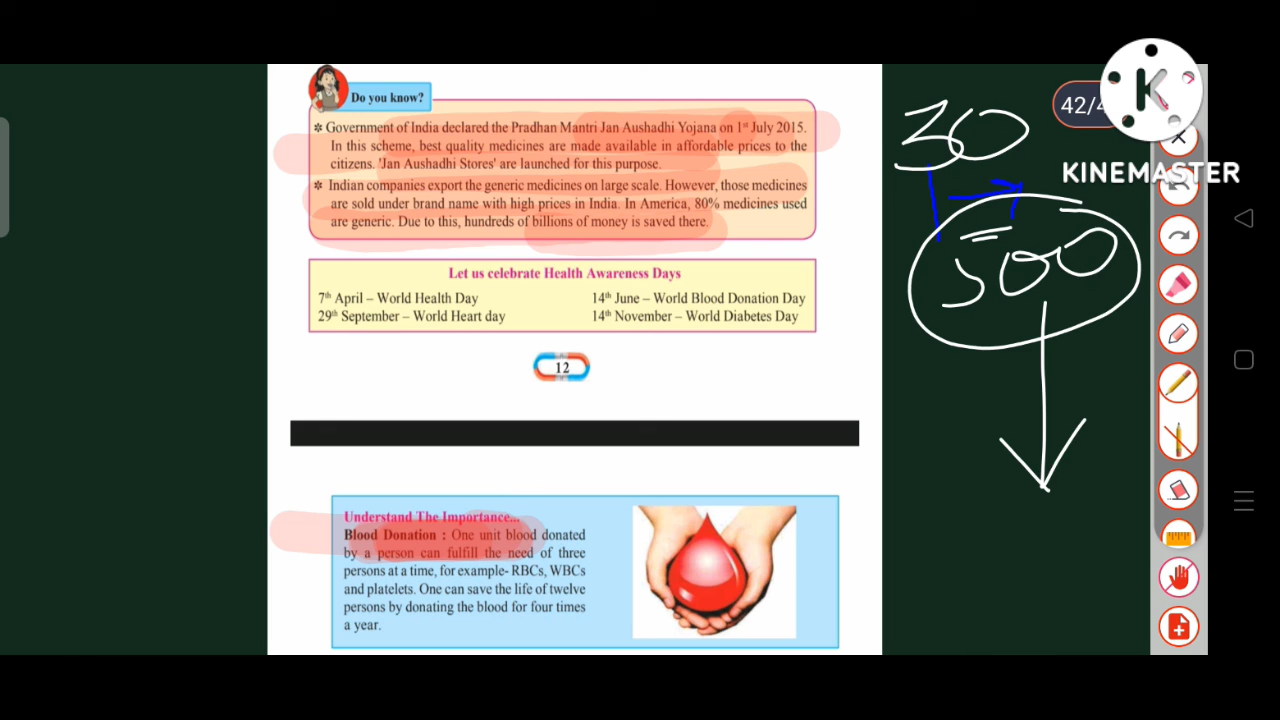 Do you know?
✲ Government of India declared the Pradhan Mantri Jan Aushadhi Yojana on 1st July 2015.
In this scheme, best quality medicines are made available in affordable prices to the
citizens. 'Jan Aushadhi Stores' are launched for this purpose.
✲ Indian companies export the generic medicines on large scale. However, those medicines
are sold under brand name with high prices in India. In America, 80% medicines used
are generic. Due to this, hundreds of billions of money is saved there.
Let us celebrate Health Awareness Days
7th April – World Health Day
14th June – World Blood Donation Day
29th September – World Heart day
14th November – World Diabetes Day
12
Understand The Importance...
Blood Donation : One unit blood donated
by a person can fulfill the need of three
persons at a time, for example- RBCs, WBCs
and platelets. One can save the life of twelve
persons by donating the blood for four times
a year.
30
500
42/4
K
KINEMASTER